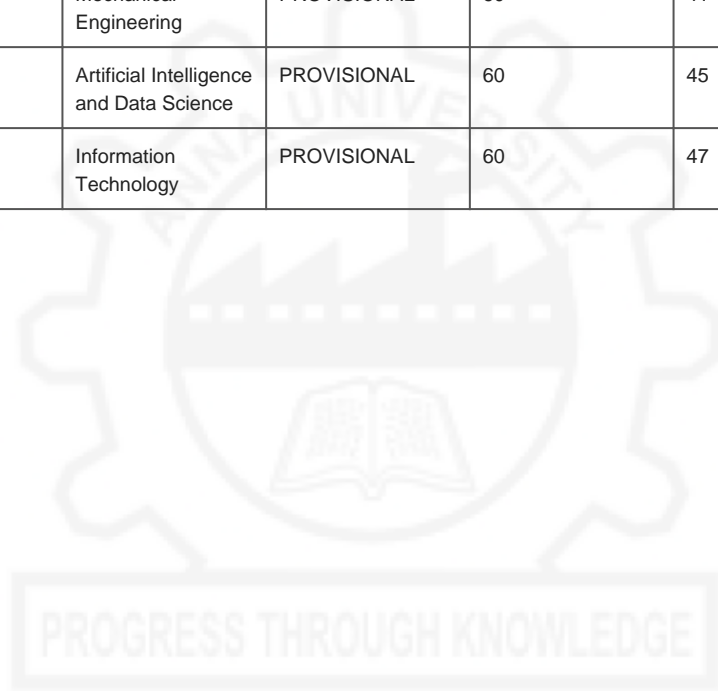 Engineering
Artificial Intelligence PROVISIONAL 60 45
and Data Science
Information PROVISIONAL 60 47
Technology
ANNA UNIVERSITY
PROGRESS THROUGH KNOWLEDGE